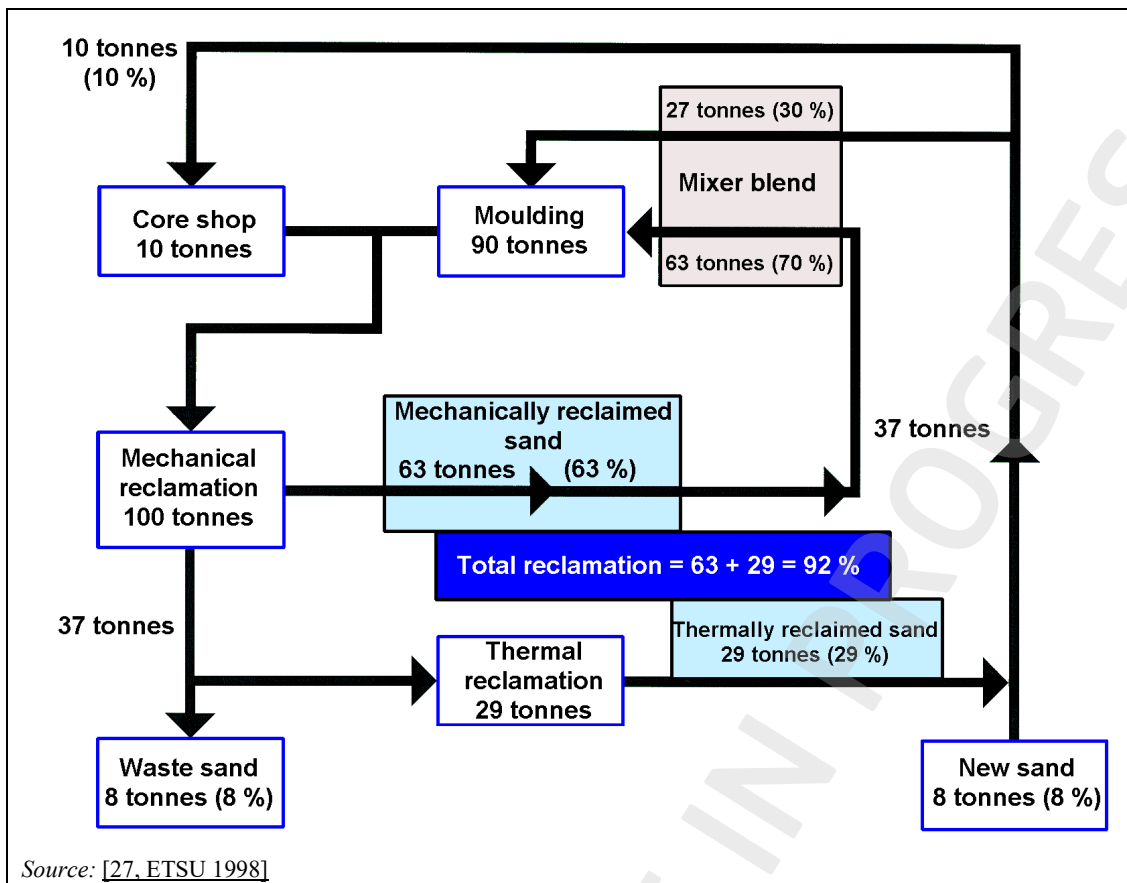 10 tonnes
(10 %)
27 tonnes (30 %)
Mixer blend
63 tonnes (70 %)
Core shop
10 tonnes
Moulding
90 tonnes
Mechanically reclaimed
sand
63 tonnes (63 %)
37 tonnes
Mechanical
reclamation
100 tonnes
Total reclamation = 63 + 29 = 92 %
37 tonnes
Thermally reclaimed sand
29 tonnes (29 %)
Thermal
reclamation
29 tonnes
Waste sand
8 tonnes (8 %)
New sand
8 tonnes (8 %)
Source: [27, ETSU 1998]
IN PROGRES